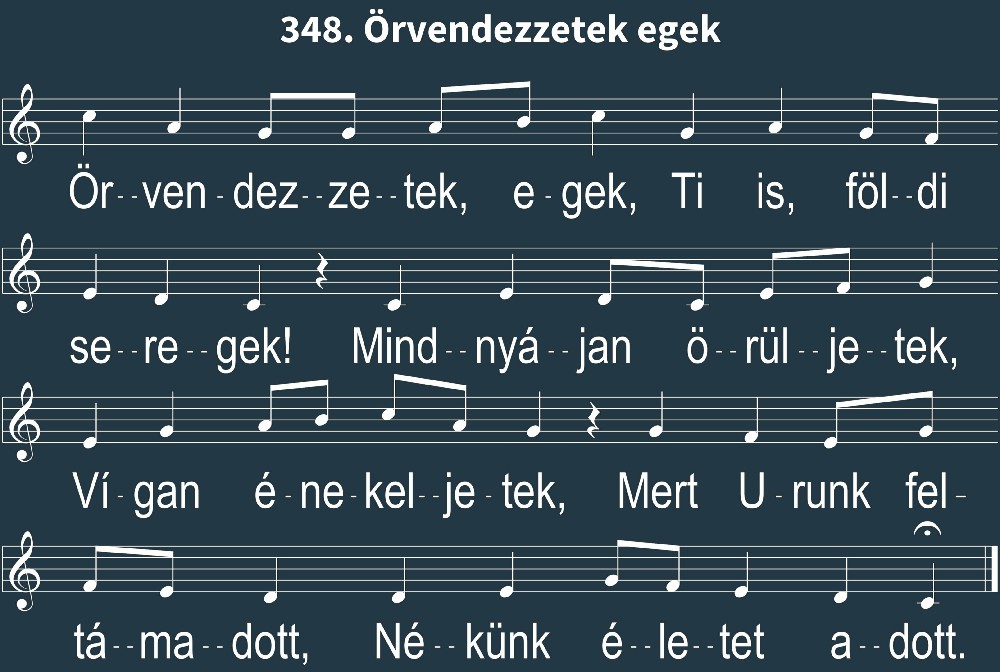 348. Örvendezzetek egek
Ör--ven-dez--ze--tek, e-gek, Ti is, föl--di
se--re--gek! Mind--nyá--jan ö--rül--je--tek,
Ví-gan é-ne-kel--je-tek, Mert U-runk fel-
tá--ma--dott, Né--künk é--le--tet a--dott.